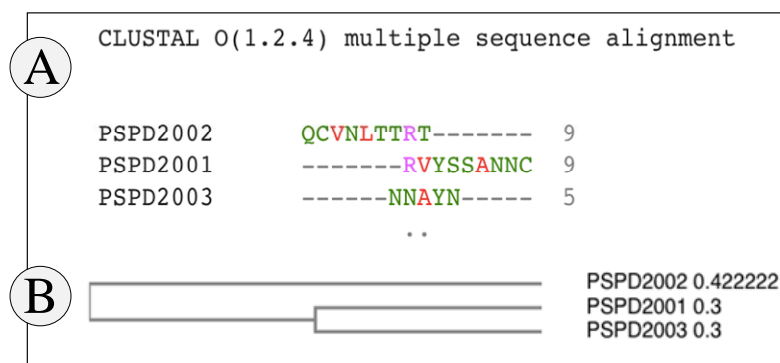 A
CLUSTAL O(1.2.4) multiple sequence alignment
PSPD2002 QCVNLTTRT------- 9
PSPD2001 -------RVYSSANNC 9
PSPD2003 ------NNAYN----- 5
..
B
PSPD2002 0.422222
PSPD2001 0.3
PSPD2003 0.3